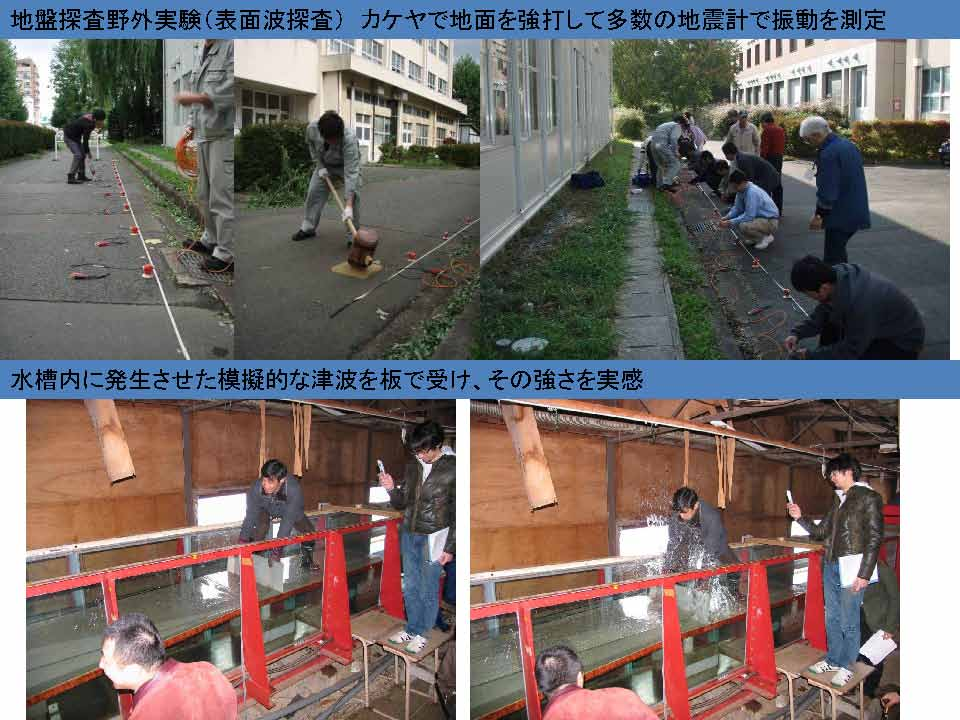 地盤探査野外実験（表面波探査） カケヤで地面を強打して多数の地震計で振動を測定
水槽内に発生させた模擬的な津波を板で受け、その強さを実感